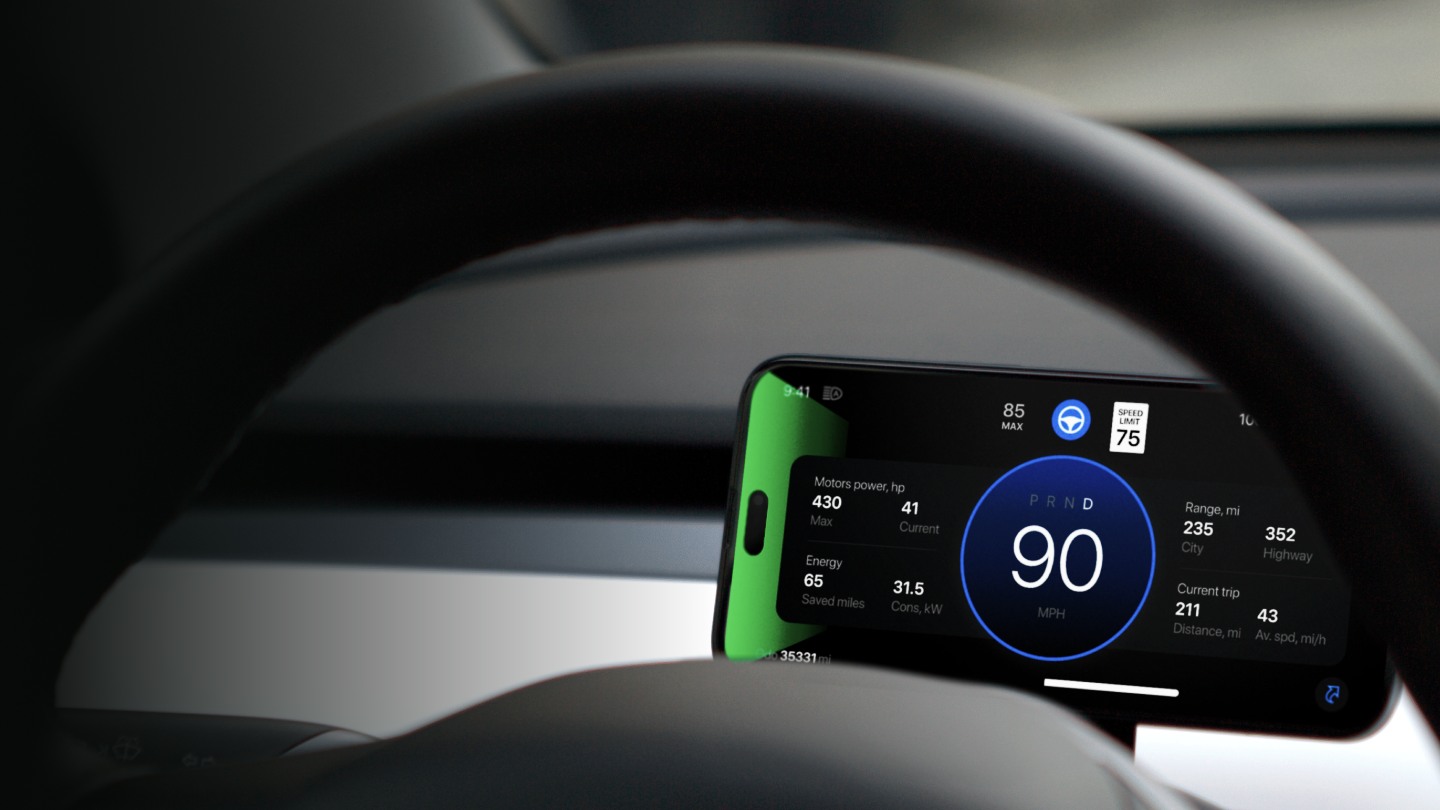 9:41
85
MAX
SPEED
LIMIT
75
10
Motors power, hp
430 41
Max Current
Energy
65 31.5
Saved miles Cons, kW
P R N D
90
MPH
Range, mi
235 352
City Highway
Current trip
211 43
Distance, mi Av. spd, mi/h
35331 mi